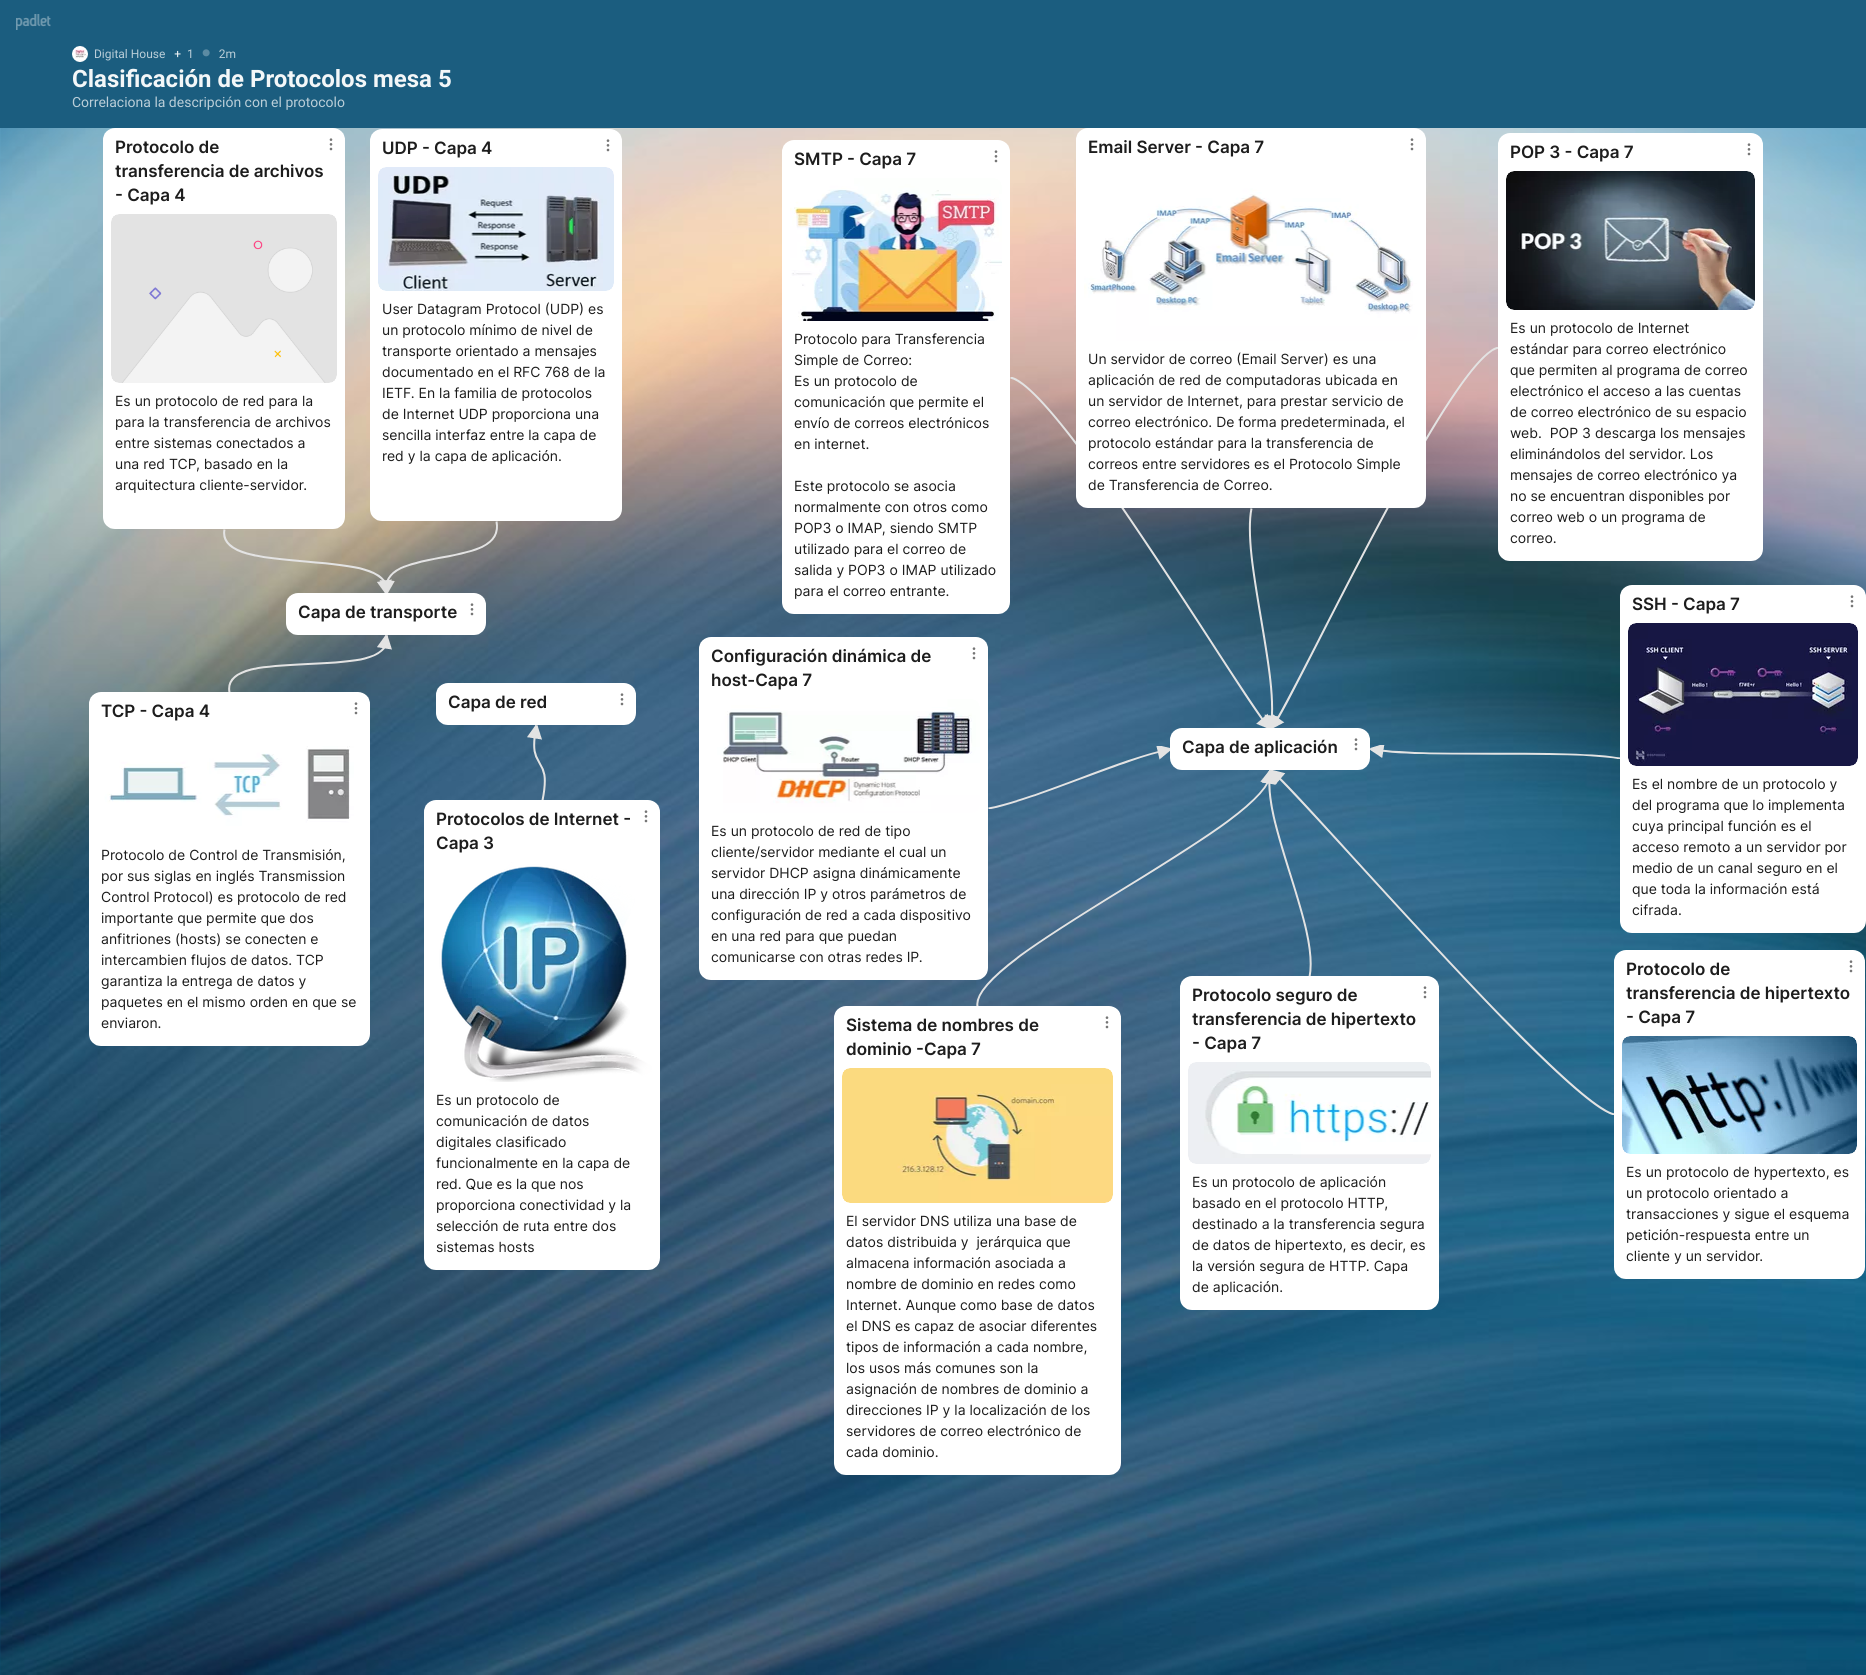 padlet
Digital House + 1 2m
Clasificación de Protocolos mesa 5
Correlaciona la descripción con el protocolo
Protocolo de
transferencia de archivos
- Capa 4
Es un protocolo de red para la
para la transferencia de archivos
entre sistemas conectados a
una red TCP, basado en la
arquitectura cliente-servidor.
UDP - Capa 4
UDP
Request
Response
Response
Client
Server
User Datagram Protocol (UDP) es
un protocolo mínimo de nivel de
transporte orientado a mensajes
documentado en el RFC 768 de la
IETF. En la familia de protocolos
de Internet UDP proporciona una
sencilla interfaz entre la capa de
red y la capa de aplicación.
SMTP - Capa 7
SMTP
Protocolo para Transferencia
Simple de Correo:
Es un protocolo de
comunicación que permite el
envío de correos electrónicos
en internet.
Este protocolo se asocia
normalmente con otros como
POP3 o IMAP, siendo SMTP
utilizado para el correo de
salida y POP3 o IMAP utilizado
para el correo entrante.
Email Server - Capa 7
IMAP
IMAP
IMAP
IMAP
Email Server
SmartPhone
Desktop PC
Tablet
Desktop PC
Un servidor de correo (Email Server) es una
aplicación de red de computadoras ubicada en
un servidor de Internet, para prestar servicio de
correo electrónico. De forma predeterminada, el
protocolo estándar para la transferencia de
correos entre servidores es el Protocolo Simple
de Transferencia de Correo.
POP 3 - Capa 7
POP 3
Es un protocolo de Internet
estándar para correo electrónico
que permiten al programa de correo
electrónico el acceso a las cuentas
de correo electrónico de su espacio
web.  POP 3 descarga los mensajes
eliminándolos del servidor. Los
mensajes de correo electrónico ya
no se encuentran disponibles por
correo web o un programa de
correo.
Capa de transporte
TCP - Capa 4
TCP
Protocolo de Control de Transmisión,
por sus siglas en inglés Transmission
Control Protocol) es protocolo de red
importante que permite que dos
anfitriones (hosts) se conecten e
intercambien flujos de datos. TCP
garantiza la entrega de datos y
paquetes en el mismo orden en que se
enviaron.
Capa de red
Protocolos de Internet -
Capa 3
IP
Es un protocolo de
comunicación de datos
digitales clasificado
funcionalmente en la capa de
red. Que es la que nos
proporciona conectividad y la
selección de ruta entre dos
sistemas hosts
Configuración dinámica de
host-Capa 7
DHCP Client
Router
DHCP Server
DHCP
Dynamic Host
Configuration Protocol
Es un protocolo de red de tipo
cliente/servidor mediante el cual un
servidor DHCP asigna dinámicamente
una dirección IP y otros parámetros de
configuración de red a cada dispositivo
en una red para que puedan
comunicarse con otras redes IP.
Capa de aplicación
SSH - Capa 7
SSH CLIENT
SSH SERVER
Hello !
Hello !
Es el nombre de un protocolo y
del programa que lo implementa
cuya principal función es el
acceso remoto a un servidor por
medio de un canal seguro en el
que toda la información está
cifrada.
Sistema de nombres de
dominio -Capa 7
domain.com
216.3.128.12
El servidor DNS utiliza una base de
datos distribuida y  jerárquica que
almacena información asociada a
nombre de dominio en redes como
Internet. Aunque como base de datos
el DNS es capaz de asociar diferentes
tipos de información a cada nombre,
los usos más comunes son la
asignación de nombres de dominio a
direcciones IP y la localización de los
servidores de correo electrónico de
cada dominio.
Protocolo seguro de
transferencia de hipertexto
- Capa 7
https://
Es un protocolo de aplicación
basado en el protocolo HTTP,
destinado a la transferencia segura
de datos de hipertexto, es decir, es
la versión segura de HTTP. Capa
de aplicación.
Protocolo de
transferencia de hipertexto
- Capa 7
http://www
Es un protocolo de hypertexto, es
un protocolo orientado a
transacciones y sigue el esquema
petición-respuesta entre un
cliente y un servidor.